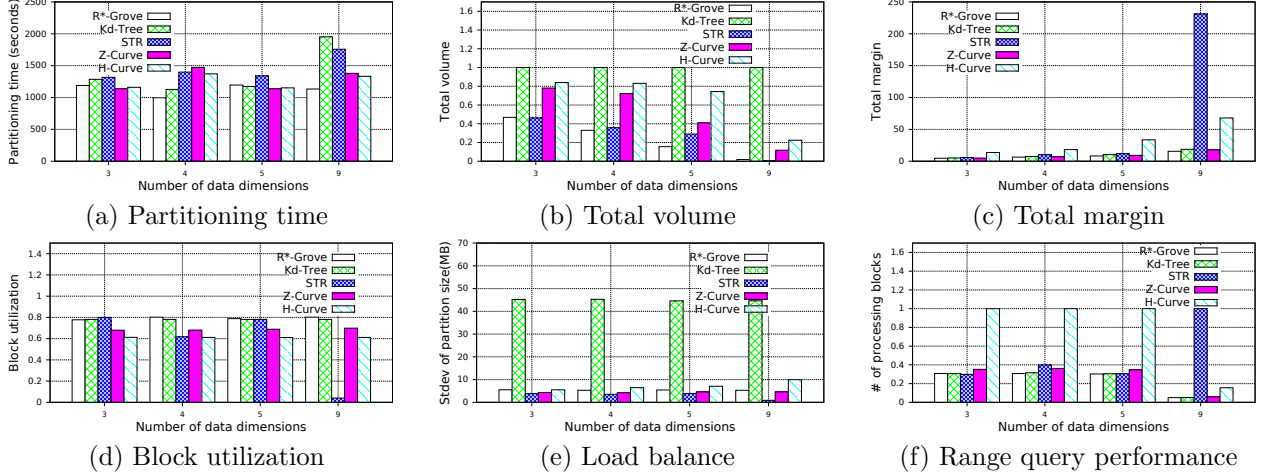 2500
2000
1500
1000
500
0
Partitioning time (seconds)
R*-Grove
Kd-Tree
STR
Z-Curve
H-Curve
3 4 5 9
Number of data dimensions
(a) Partitioning time
1.6
1.4
1.2
1
0.8
0.6
0.4
0.2
0
Total volume
R*-Grove
Kd-Tree
STR
Z-Curve
H-Curve
3 4 5 9
Number of data dimensions
(b) Total volume
250
200
150
100
50
0
Total margin
R*-Grove
Kd-Tree
STR
Z-Curve
H-Curve
3 4 5 9
Number of data dimensions
(c) Total margin
1.4
1.2
1
0.8
0.6
0.4
0.2
0
Block utilization
R*-Grove
Kd-Tree
STR
Z-Curve
H-Curve
3 4 5 9
Number of data dimensions
(d) Block utilization
70
60
50
40
30
20
10
0
Stdev of partition size(MB)
R*-Grove
Kd-Tree
STR
Z-Curve
H-Curve
3 4 5 9
Number of data dimensions
(e) Load balance
1.6
1.4
1.2
1
0.8
0.6
0.4
0.2
0
# of processing blocks
R*-Grove
Kd-Tree
STR
Z-Curve
H-Curve
3 4 5 9
Number of data dimensions
(f) Range query performance